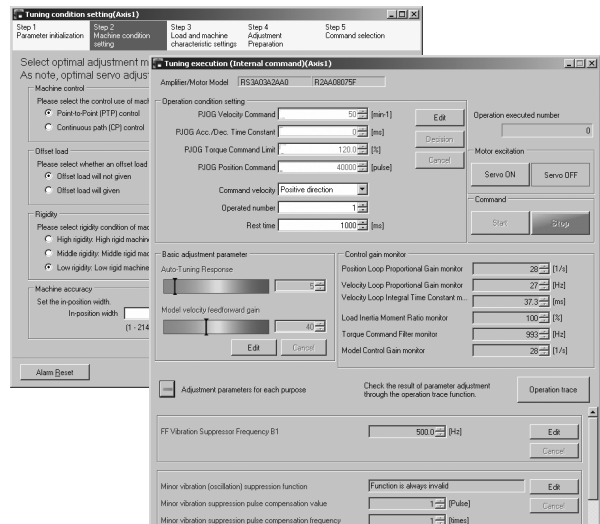 Tuning condition setting(Axis1)
Step 1
Parameter initialization
Step 2
Machine condition
setting
Step 3
Load and machine
characteristic settings
Step 4
Adjustment
Preparation
Step 5
Command selection
Select optimal adjustment m
As note, optimal servo adjus
Machine control
Please select the control use of mach
Point-to-Point (PTP) control
Continuous path (CP) control
Offset load
Please select whether an offset load
Offset load will not given
Offset load will given
Rigidity
Please select rigidity condition of mac
High rigidity: High rigid machine
Middle rigidity: Middle rigid mac
Low rigidity: Low rigid machine
Machine accuracy
Set the in-position width.
In-position width
(1 - 214
Alarm Reset
Tuning execution (Internal command)(Axis1)
Amplifier/Motor Model RS3A03A2AA0 R2AA08075F
Operation condition setting
PJOG Velocity Command 50 [min-1]
PJOG Acc./Dec. Time Constant 0 [ms]
PJOG Torque Command Limit 120.0 [%]
PJOG Position Command 40000 [pulse]
Command velocity Positive direction
Operated number 1
Rest time 1000 [ms]
Edit
Decision
Cancel
Operation executed number
0
Motor excitation
Servo ON Servo OFF
Command
Start Stop
Basic adjustment parameter
Auto-Tuning Response
5
Model velocity feedforward gain
40
Edit Cancel
Control gain monitor
Position Loop Proportional Gain monitor 28 [1/s]
Velocity Loop Proportional Gain monitor 27 [Hz]
Velocity Loop Integral Time Constant m... 37.3 [ms]
Load Inertia Moment Ratio monitor 100 [%]
Torque Command Filter monitor 993 [Hz]
Model Control Gain monitor 28 [1/s]
Adjustment parameters for each purpose
Check the result of parameter adjustment
through the operation trace function.
Operation trace
FF Vibration Suppressor Frequency B1 500.0 [Hz] Edit
Cancel
Minor vibration (oscillation) suppression function Function is always invalid Edit
Minor vibration suppression pulse compensation value 1 [Pulse] Cancel
Minor vibration suppression pulse compensation frequency 1 [times]